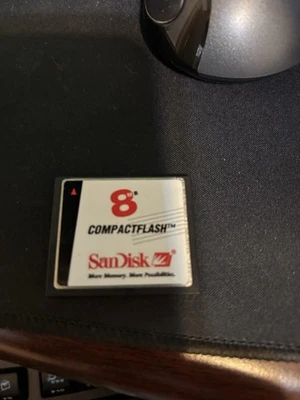 8
COMPACTFLASH™
SanDisk
More Memory. More Possibilities.